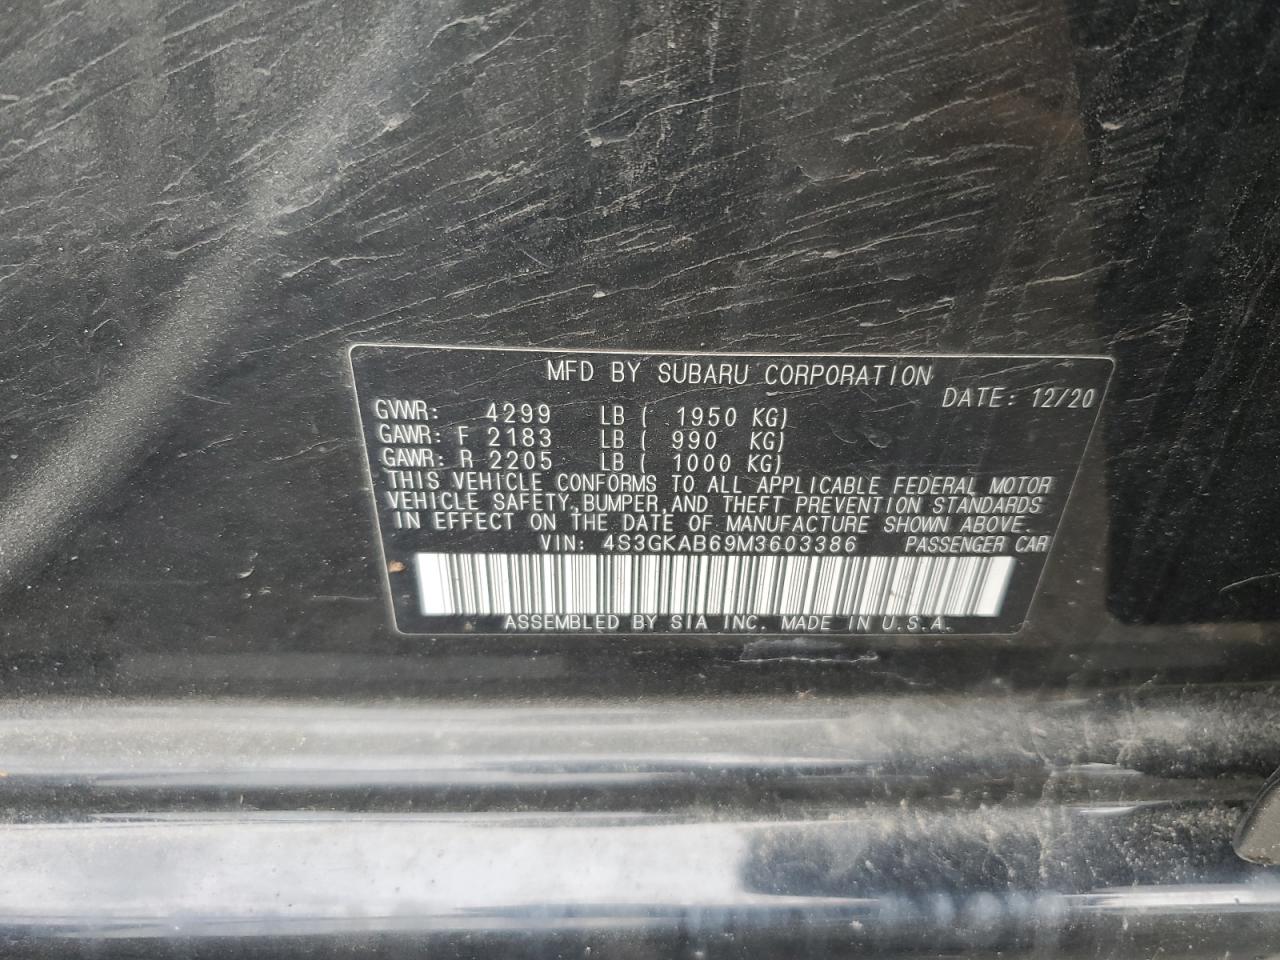 MFD BY SUBARU CORPORATION
DATE: 12/20
GVWR: 4299 LB ( 1950 KG)
GAWR: F 2183 LB ( 990 KG)
GAWR: R 2205 LB ( 1000 KG)
THIS VEHICLE CONFORMS TO ALL APPLICABLE FEDERAL MOTOR
VEHICLE SAFETY, BUMPER, AND THEFT PREVENTION STANDARDS
IN EFFECT ON THE DATE OF MANUFACTURE SHOWN ABOVE.
VIN: 4S3GKAB69M3603386 PASSENGER CAR
ASSEMBLED BY SIA INC. MADE IN U.S.A.